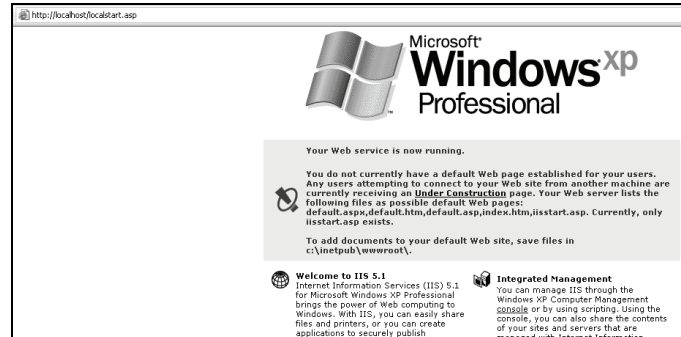 http://localhost/localstart.asp
Microsoft®
Windows xp
Professional
Your Web service is now running.
You do not currently have a default Web page established for your users.
Any users attempting to connect to your Web site from another machine are
currently receiving an Under Construction page. Your Web server lists the
following files as possible default Web pages:
default.aspx,default.htm,default.asp,index.htm,iisstart.asp. Currently, only
iisstart.asp exists.
To add documents to your default Web site, save files in
c:\inetpub\wwwroot\.
Welcome to IIS 5.1
Internet Information Services (IIS) 5.1
for Microsoft Windows XP Professional
brings the power of Web computing to
Windows. With IIS, you can easily share
files and printers, or you can create
applications to securely publish
Integrated Management
You can manage IIS through the
Windows XP Computer Management
console or by using scripting. Using the
console, you can also share the contents
of your sites and servers that are
managed with Internet Information